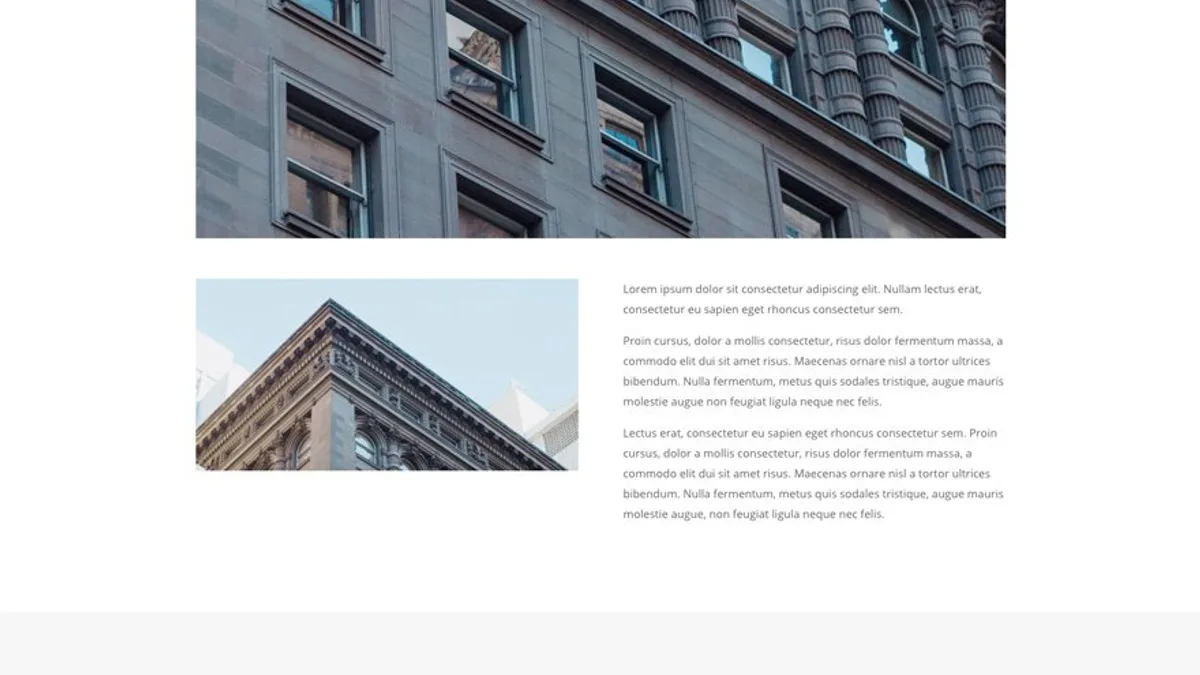 Lorem ipsum dolor sit consectetur adipiscing elit. Nullam lectus erat,
consectetur eu sapien eget rhoncus consectetur sem.
Proin cursus, dolor a mollis consectetur, risus dolor fermentum massa, a
commodo elit dui sit amet risus. Maecenas ornare nisl a tortor ultrices
bibendum. Nulla fermentum, metus quis sodales tristique, augue mauris
molestie augue non feugiat ligula neque nec felis.
Lectus erat, consectetur eu sapien eget rhoncus consectetur sem. Proin
cursus, dolor a mollis consectetur, risus dolor fermentum massa, a
commodo elit dui sit amet risus. Maecenas ornare nisl a tortor ultrices
bibendum. Nulla fermentum, metus quis sodales tristique, augue mauris
molestie augue, non feugiat ligula neque nec felis.